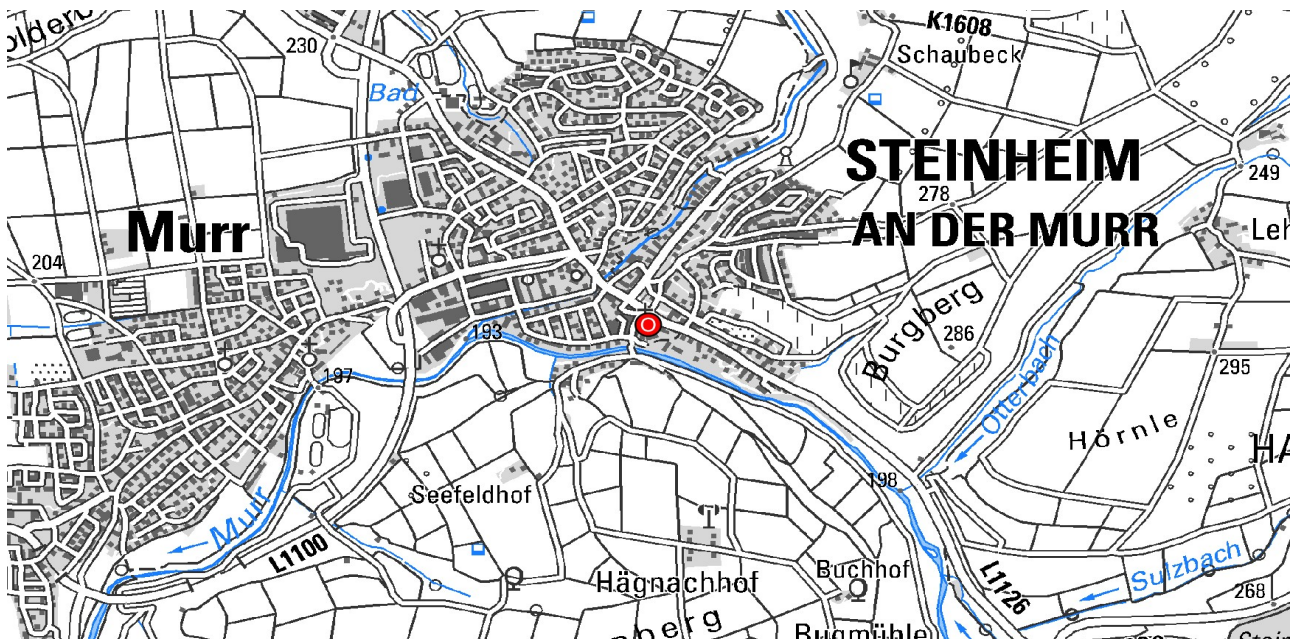 230
K1608
Schaubeck
Bad
STEINHEIM
AN DER MURR
249
278
Murr
204
Burgberg
286
193
197
Otterbach
295
Hörnle
198
Seefeldhof
Murr
L1100
Hägnachhof
Buchhof
L1126
Sulzbach
268
Bugmühle